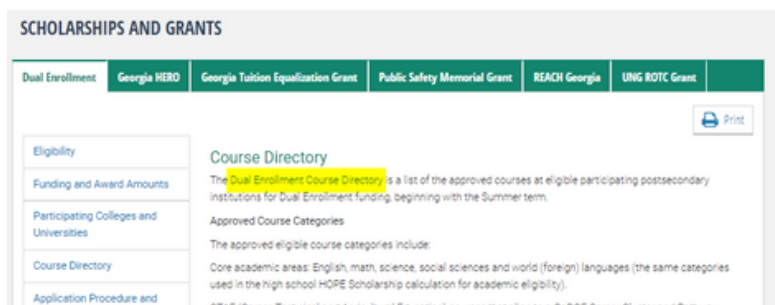 SCHOLARSHIPS AND GRANTS
Dual Enrollment
Georgia HERO
Georgia Tuition Equalization Grant
Public Safety Memorial Grant
REACH Georgia
UNG ROTC Grant
Print
Eligibility
Funding and Award Amounts
Participating Colleges and
Universities
Course Directory
Application Procedure and
Course Directory
The Dual Enrollment Course Directory is a list of the approved courses at eligible participating postsecondary
institutions for Dual Enrollment funding, beginning with the Summer term.
Approved Course Categories
The approved eligible course categories include:
Core academic areas: English, math, science, social sciences and world (foreign) languages (the same categories
used in the high school HOPE Scholarship calculation for academic eligibility).